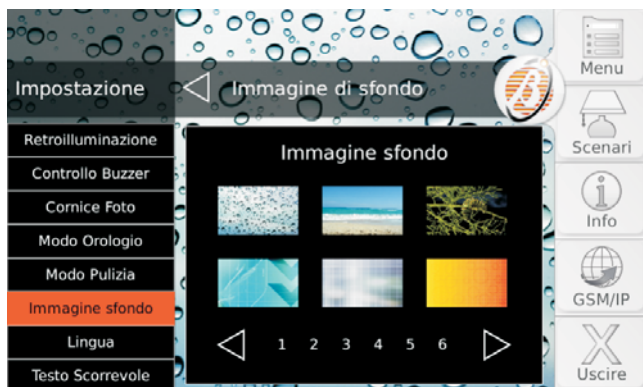 Impostazione
Immagine di sfondo
Retroilluminazione
Controllo Buzzer
Cornice Foto
Modo Orologio
Modo Pulizia
Immagine sfondo
Lingua
Testo Scorrevole
Immagine sfondo
1 2 3 4 5 6
Menu
Scenari
Info
GSM/IP
Uscire